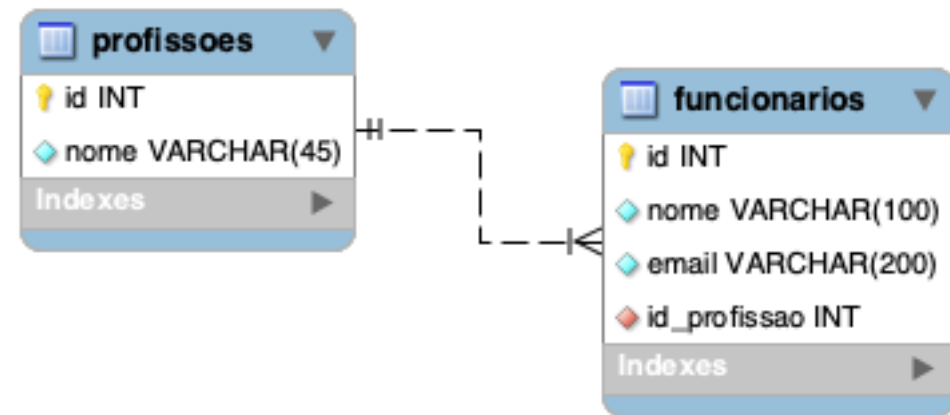 profissoes
id INT
nome VARCHAR(45)
Indexes
funcionarios
id INT
nome VARCHAR(100)
email VARCHAR(200)
id_profissao INT
Indexes